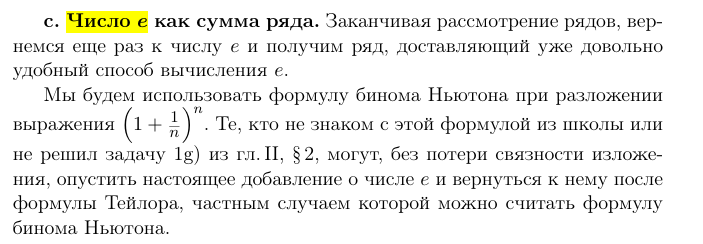 c. Число e как сумма ряда. Заканчивая рассмотрение рядов, вер-
немся еще раз к числу e и получим ряд, доставляющий уже довольно
удобный способ вычисления e.
Мы будем использовать формулу бинома Ньютона при разложении
выражения (1 + 1/n)^n. Те, кто не знаком с этой формулой из школы или
не решил задачу 1g) из гл. II, § 2, могут, без потери связности изложе-
ния, опустить настоящее добавление о числе e и вернуться к нему после
формулы Тейлора, частным случаем которой можно считать формулу
бинома Ньютона.